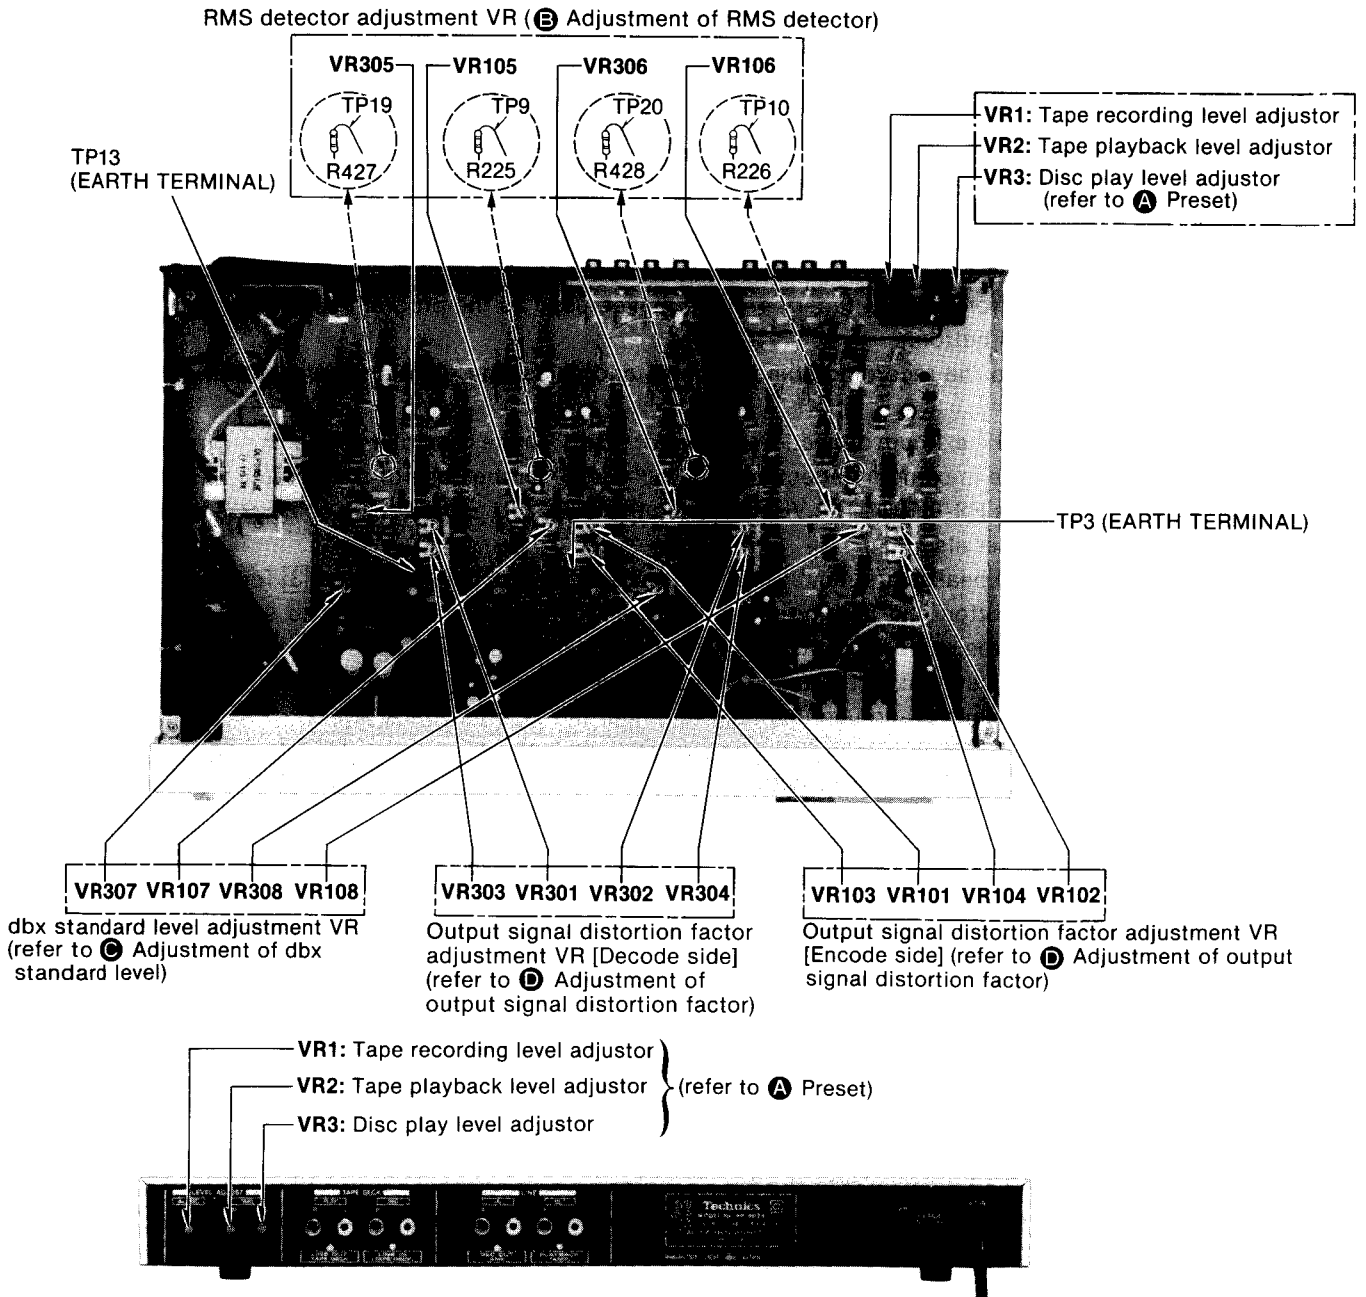 RMS detector adjustment VR (B Adjustment of RMS detector)
VR305 VR105 VR306 VR106
TP19 TP9 TP20 TP10
R427 R225 R428 R226
TP13
(EARTH TERMINAL)
VR1: Tape recording level adjustor
VR2: Tape playback level adjustor
VR3: Disc play level adjustor
(refer to A Preset)
TP3 (EARTH TERMINAL)
VR307 VR107 VR308 VR108
dbx standard level adjustment VR
(refer to C Adjustment of dbx
standard level)
VR303 VR301 VR302 VR304
Output signal distortion factor
adjustment VR [Decode side]
(refer to D Adjustment of
output signal distortion factor)
VR103 VR101 VR104 VR102
Output signal distortion factor adjustment VR
[Encode side] (refer to D Adjustment of output
signal distortion factor)
VR1: Tape recording level adjustor
VR2: Tape playback level adjustor
VR3: Disc play level adjustor
(refer to A Preset)
LEVEL ADJUST
TAPE DECK
LINE
Technics